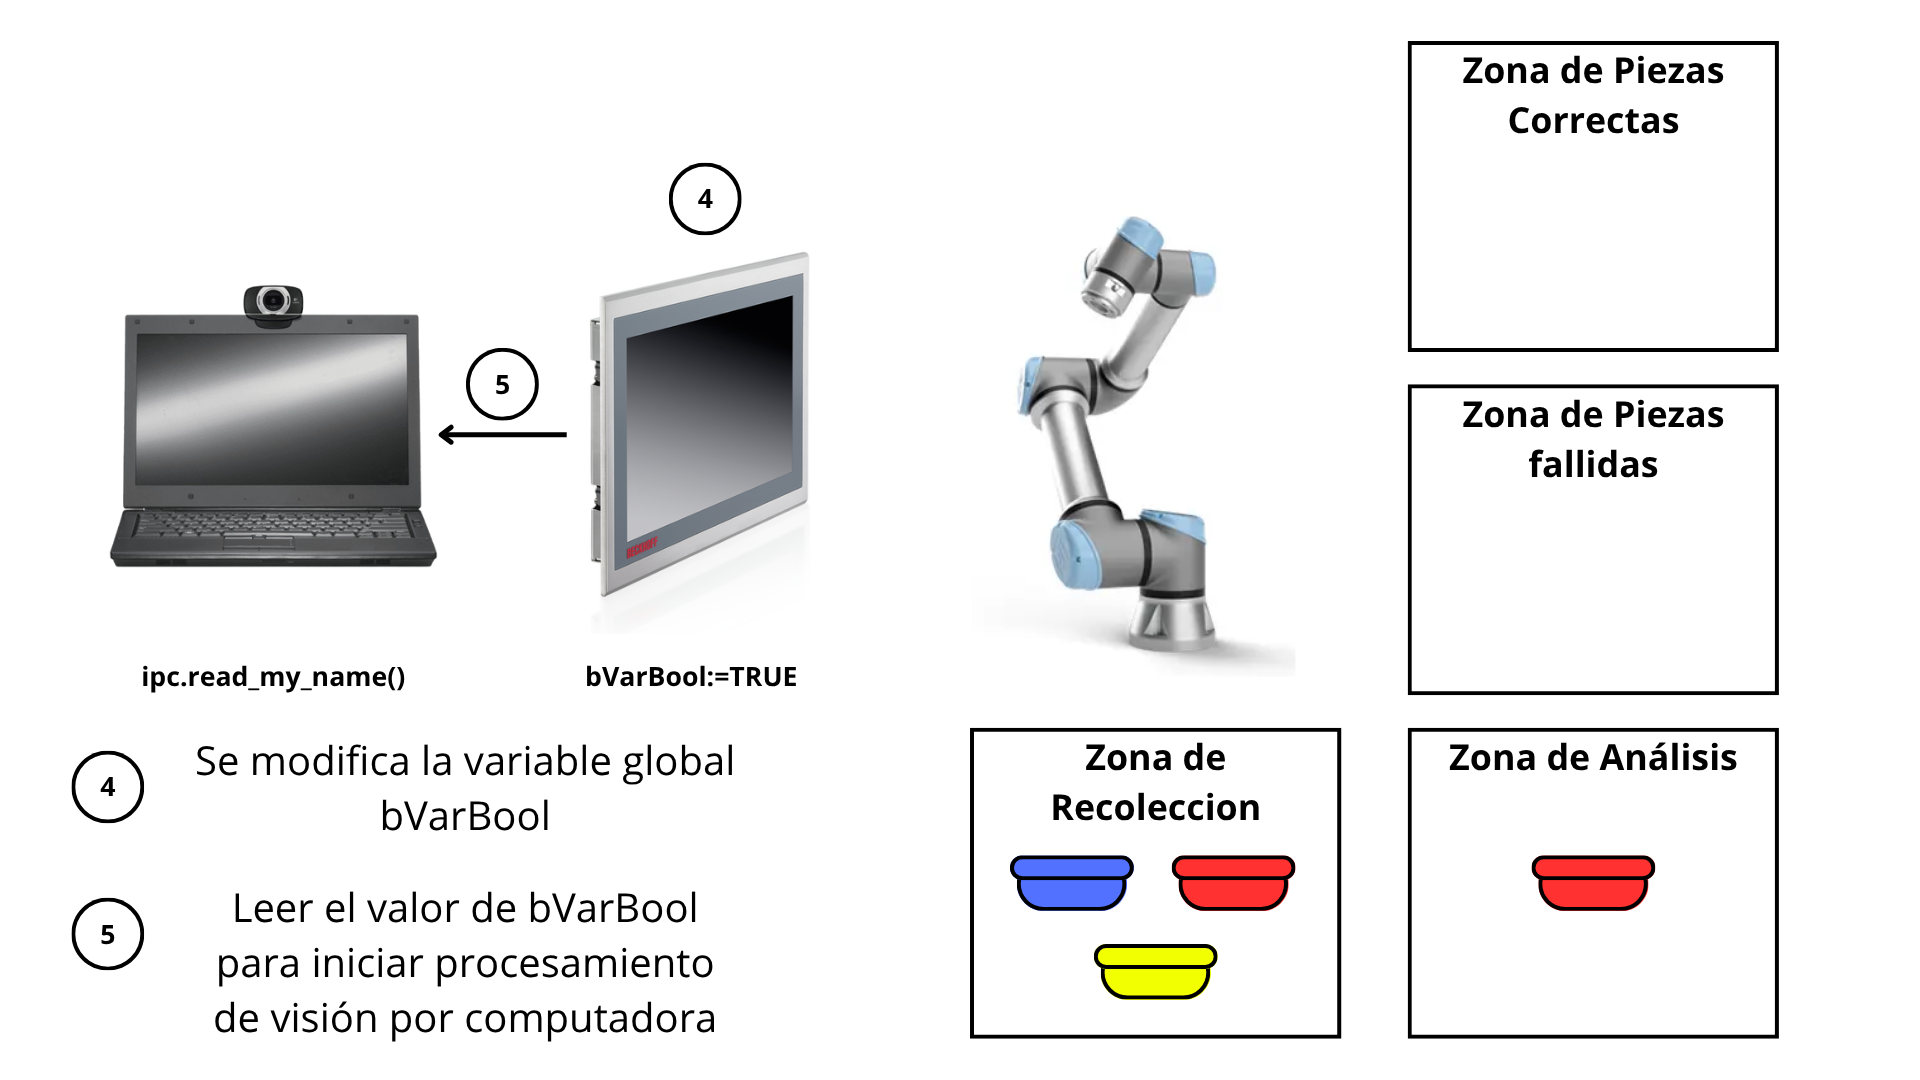 Zona de Piezas
Correctas
4
5
Zona de Piezas
fallidas
BECKHOFF
ipc.read_my_name()
bVarBool:=TRUE
4
Se modifica la variable global
bVarBool
5
Leer el valor de bVarBool
para iniciar procesamiento
de visión por computadora
Zona de
Recoleccion
Zona de Análisis